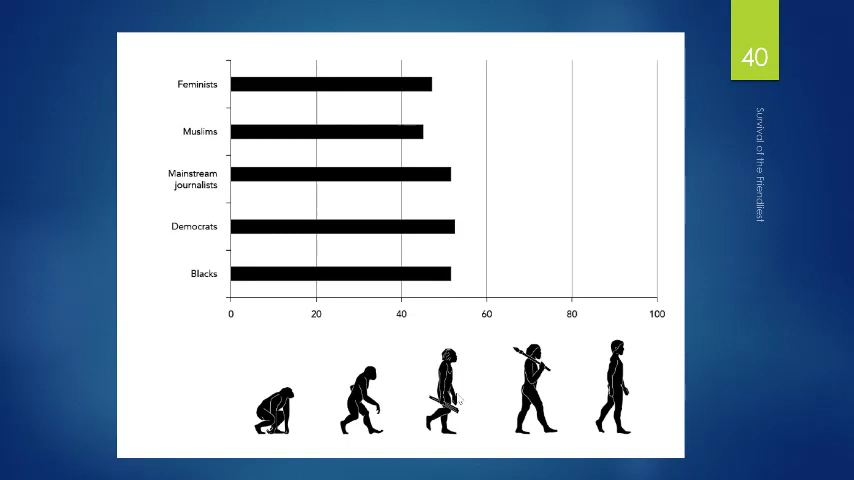 40
Survival of the Friendliest
Feminists
Muslims
Mainstream
journalists
Democrats
Blacks
0 20 40 60 80 100